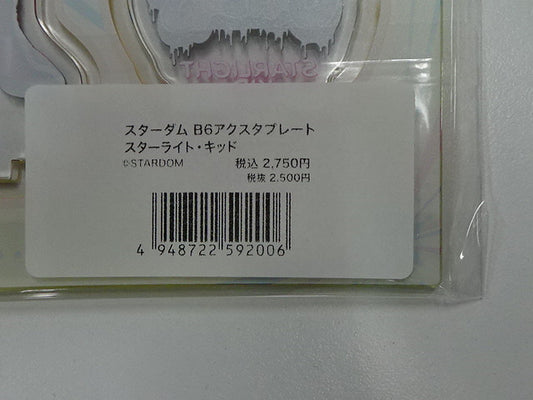 STARLIGHT
スターダム B6アクスタプレート
スターライト・キッド
©STARDOM 税込 2,750円
税抜 2,500円
4 948722 592006